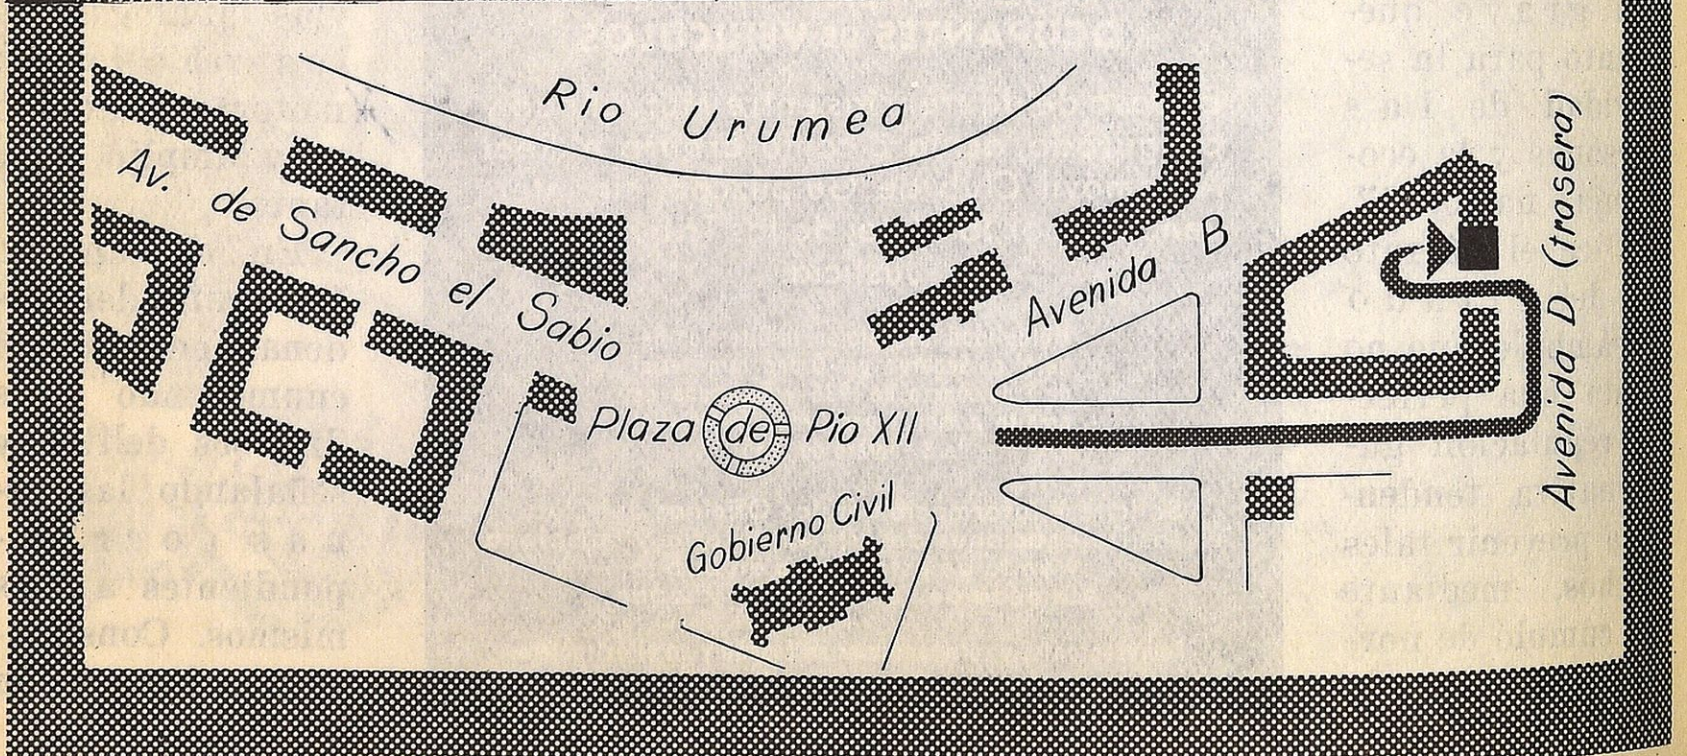 Rio Urumea
Av. de Sancho el Sabio
Avenida B
Avenida D (trasera)
Plaza de Pio XII
Gobierno Civil